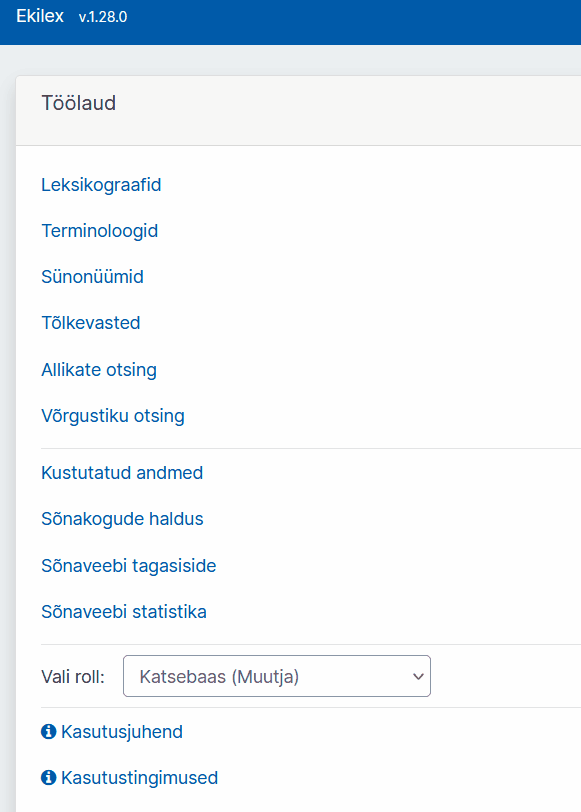 Ekilex v.1.28.0
Töölaud
Leksikograafid
Terminoloogid
Sünonüümid
Tõlkevasted
Allikate otsing
Võrgustiku otsing
Kustutatud andmed
Sõnakogude haldus
Sõnaveebi tagasiside
Sõnaveebi statistika
Vali roll: Katsebaas (Muutja)
Kasutusjuhend
Kasutustingimused